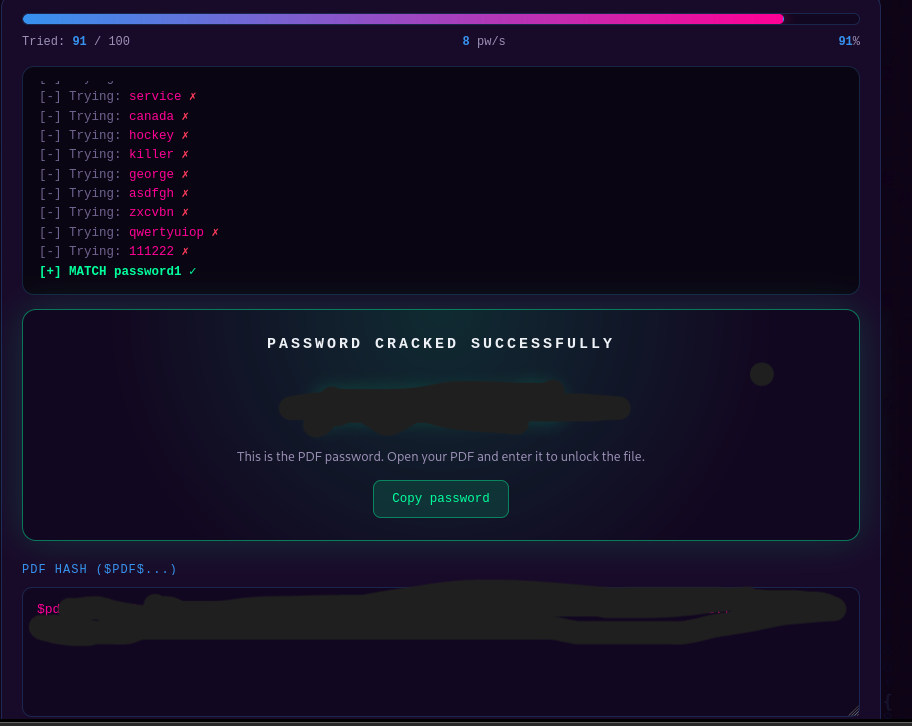 Tried: 91 / 100
8 pw/s
91%
[-] Trying: service ✗
[-] Trying: canada ✗
[-] Trying: hockey ✗
[-] Trying: killer ✗
[-] Trying: george ✗
[-] Trying: asdfgh ✗
[-] Trying: zxcvbn ✗
[-] Trying: qwertyuiop ✗
[-] Trying: 111222 ✗
[+] MATCH password1 ✓
PASSWORD CRACKED SUCCESSFULLY
This is the PDF password. Open your PDF and enter it to unlock the file.
Copy password
PDF HASH ($PDF$...)
$pd